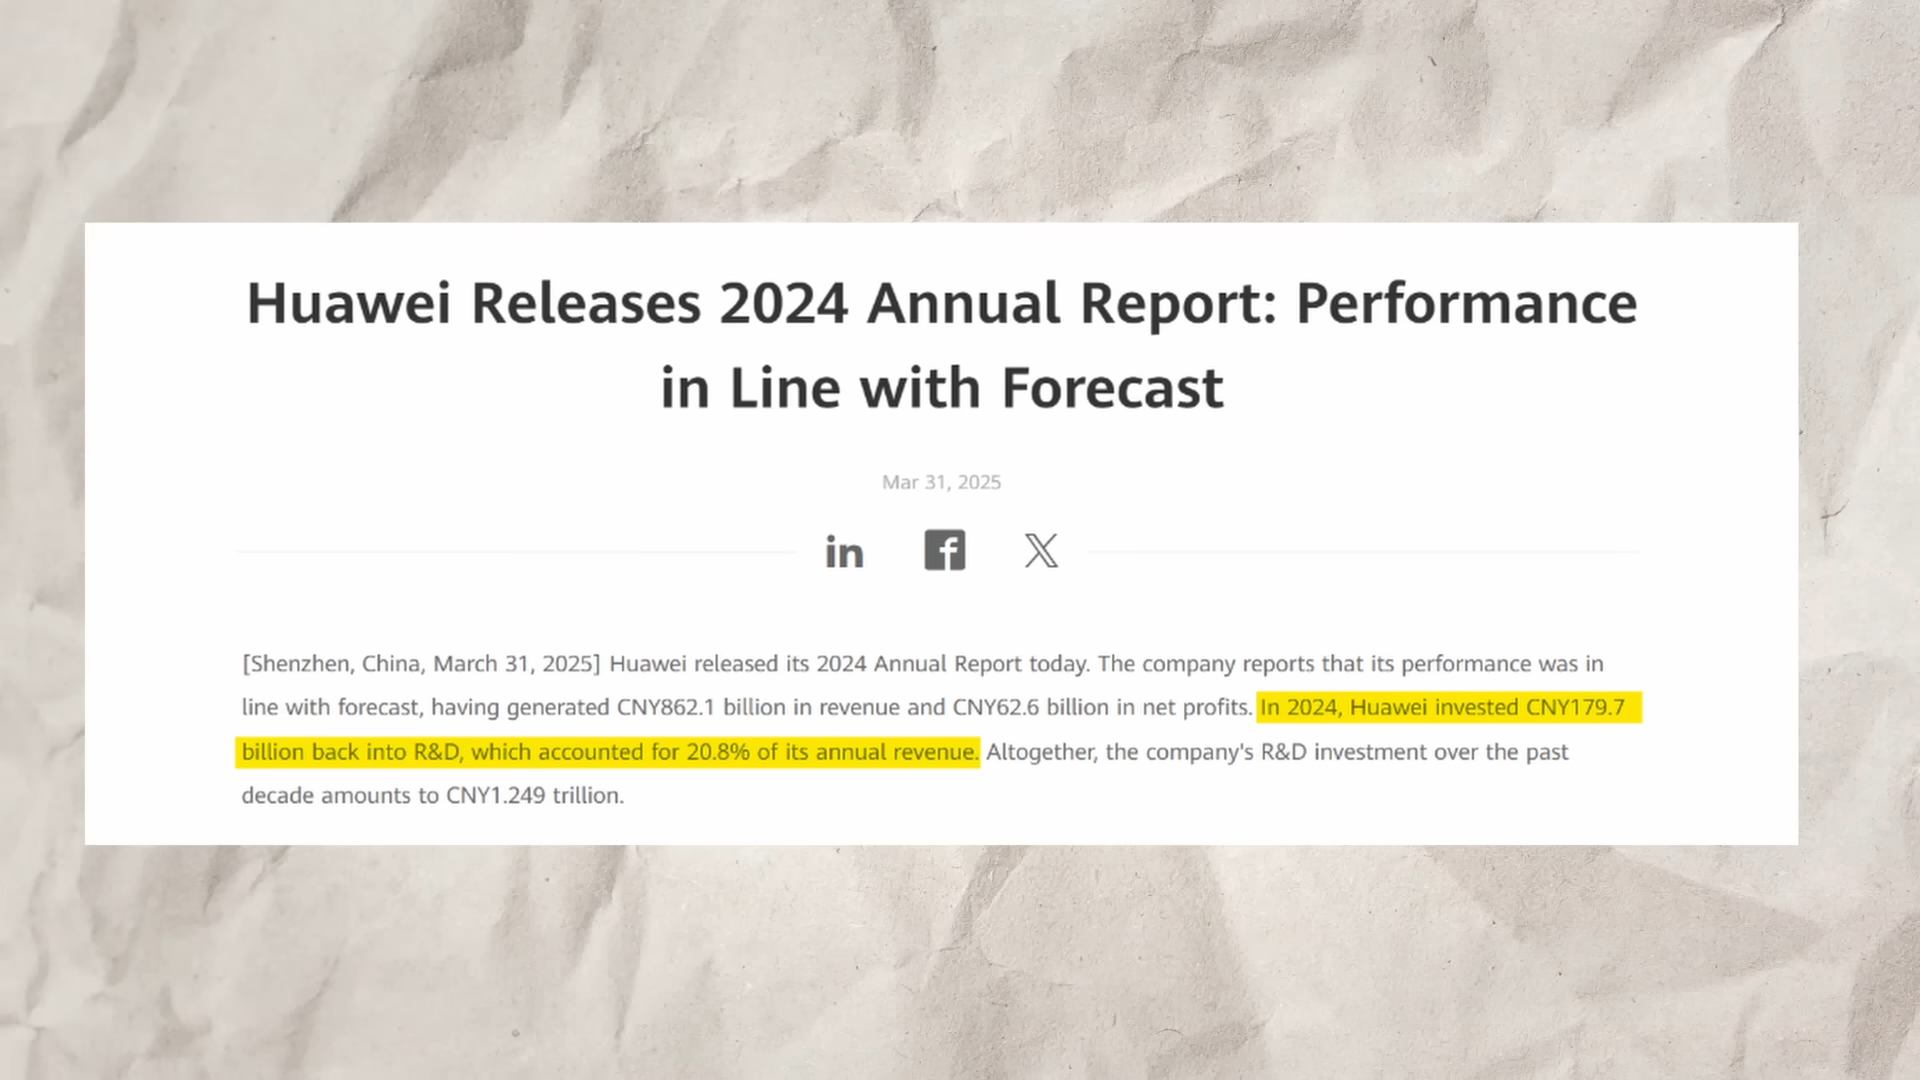 Huawei Releases 2024 Annual Report: Performance
in Line with Forecast
Mar 31, 2025
in f X
[Shenzhen, China, March 31, 2025] Huawei released its 2024 Annual Report today. The company reports that its performance was in
line with forecast, having generated CNY862.1 billion in revenue and CNY62.6 billion in net profits. In 2024, Huawei invested CNY179.7
billion back into R&D, which accounted for 20.8% of its annual revenue. Altogether, the company's R&D investment over the past
decade amounts to CNY1.249 trillion.